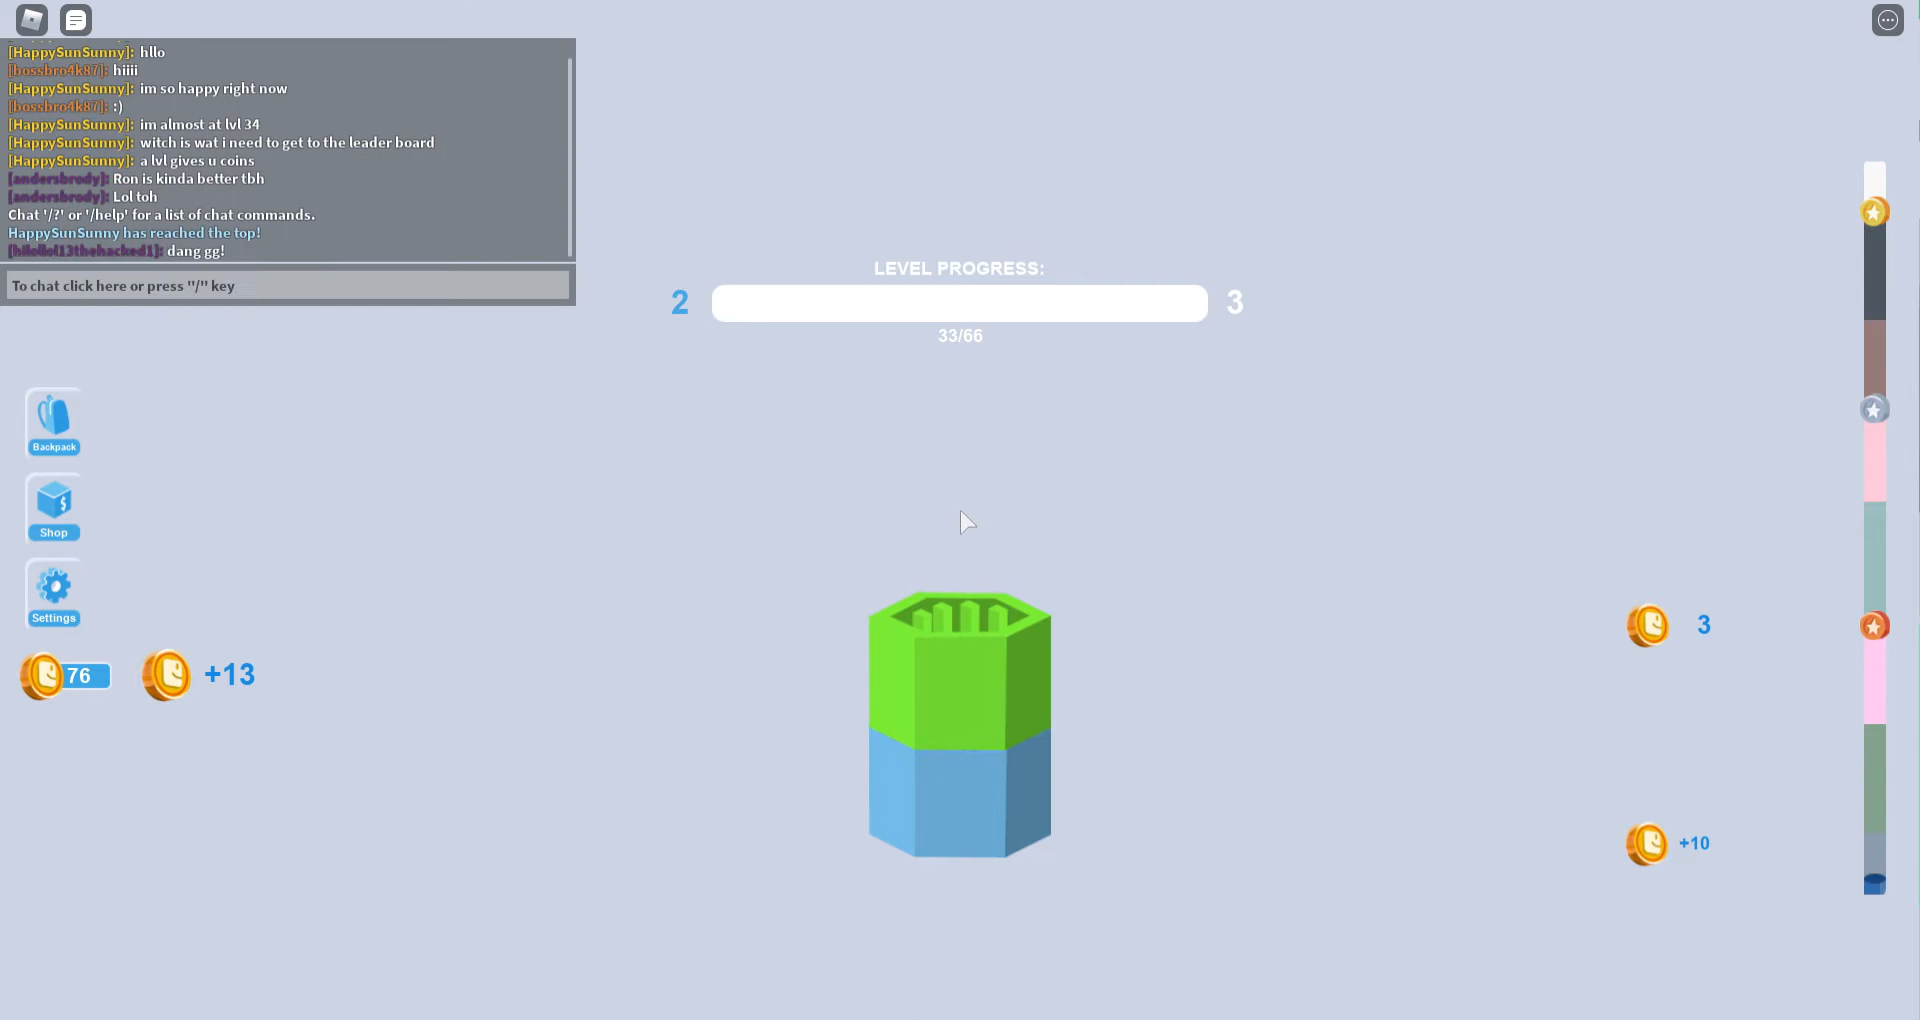 [HappySunSunny]: hllo
[bossbro4k87]: hiiii
[HappySunSunny]: im so happy right now
[bossbro4k87]: :)
[HappySunSunny]: im almost at lvl 34
[HappySunSunny]: witch is wat i need to get to the leader board
[HappySunSunny]: a lvl gives u coins
[andersbrody]: Ron is kinda better tbh
[andersbrody]: Lol toh
Chat '/?' or '/help' for a list of chat commands.
HappySunSunny has reached the top!
dang gg!
To chat click here or press "/" key
LEVEL PROGRESS:
2 3
33/66
Backpack
Shop
Settings
76 +13
3
+10